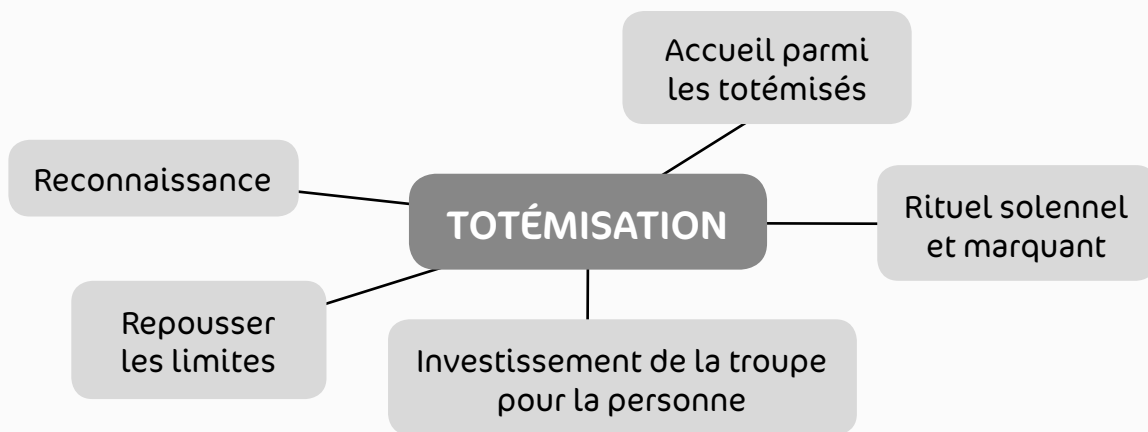 Accueil parmi
les totémisés
Reconnaissance
TOTÉMISATION
Rituel solennel
et marquant
Repousser
les limites
Investissement de la troupe
pour la personne